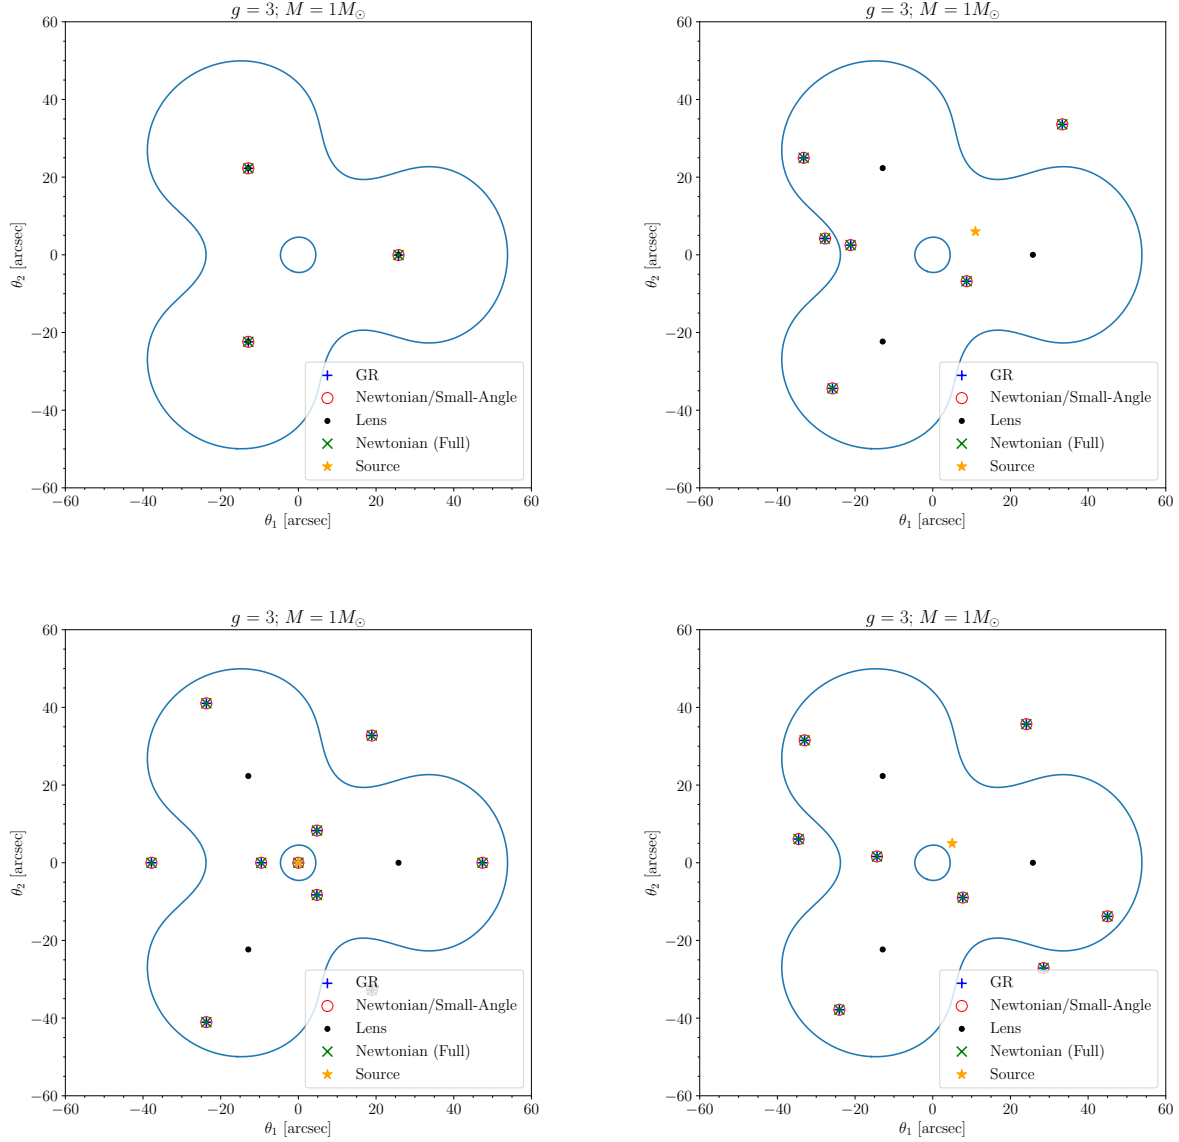 g = 3; M = 1M⊙
60
40
20
0
−20
−40
−60
θ2 [arcsec]
−60 −40 −20 0 20 40 60
θ1 [arcsec]
GR
Newtonian/Small-Angle
Lens
Newtonian (Full)
Source
g = 3; M = 1M⊙
60
40
20
0
−20
−40
−60
θ2 [arcsec]
−60 −40 −20 0 20 40 60
θ1 [arcsec]
GR
Newtonian/Small-Angle
Lens
Newtonian (Full)
Source
g = 3; M = 1M⊙
60
40
20
0
−20
−40
−60
θ2 [arcsec]
−60 −40 −20 0 20 40 60
θ1 [arcsec]
GR
Newtonian/Small-Angle
Lens
Newtonian (Full)
Source
g = 3; M = 1M⊙
60
40
20
0
−20
−40
−60
θ2 [arcsec]
−60 −40 −20 0 20 40 60
θ1 [arcsec]
GR
Newtonian/Small-Angle
Lens
Newtonian (Full)
Source